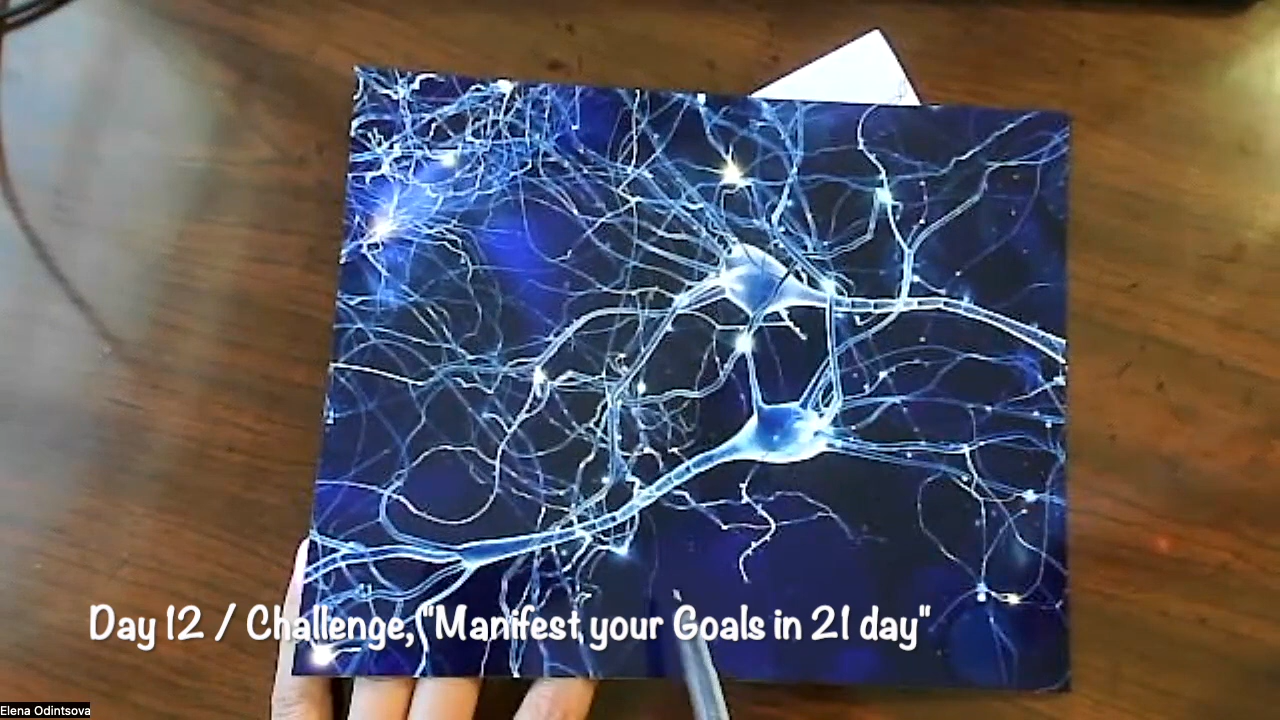 Day 12 / Challenge, "Manifest your Goals in 21 day"
Elena Odintsova